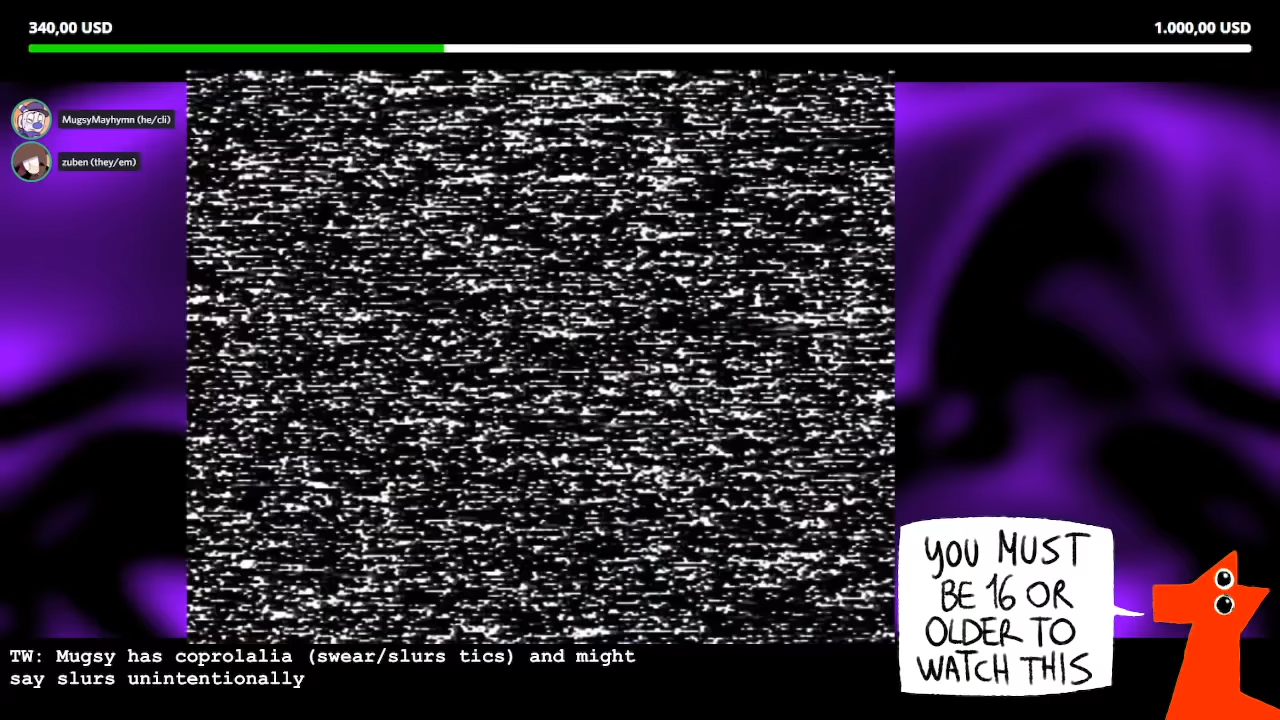 340,00 USD
1.000,00 USD
MugsyMayhymn (he/cli)
zuben (they/em)
YOU MUST
BE 16 OR
OLDER TO
WATCH THIS
TW: Mugsy has coprolalia (swear/slurs tics) and might
say slurs unintentionally